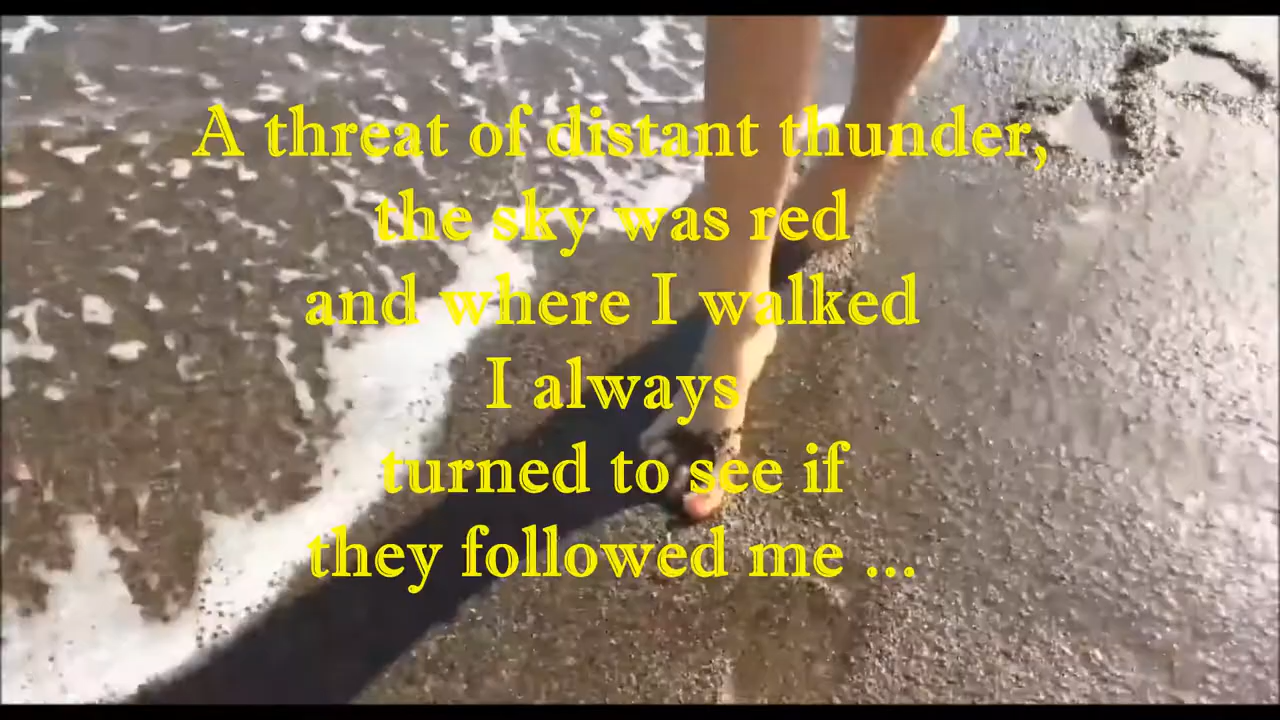 A threat of distant thunder,
the sky was red
and where I walked
I always
turned to see if
they followed me ...